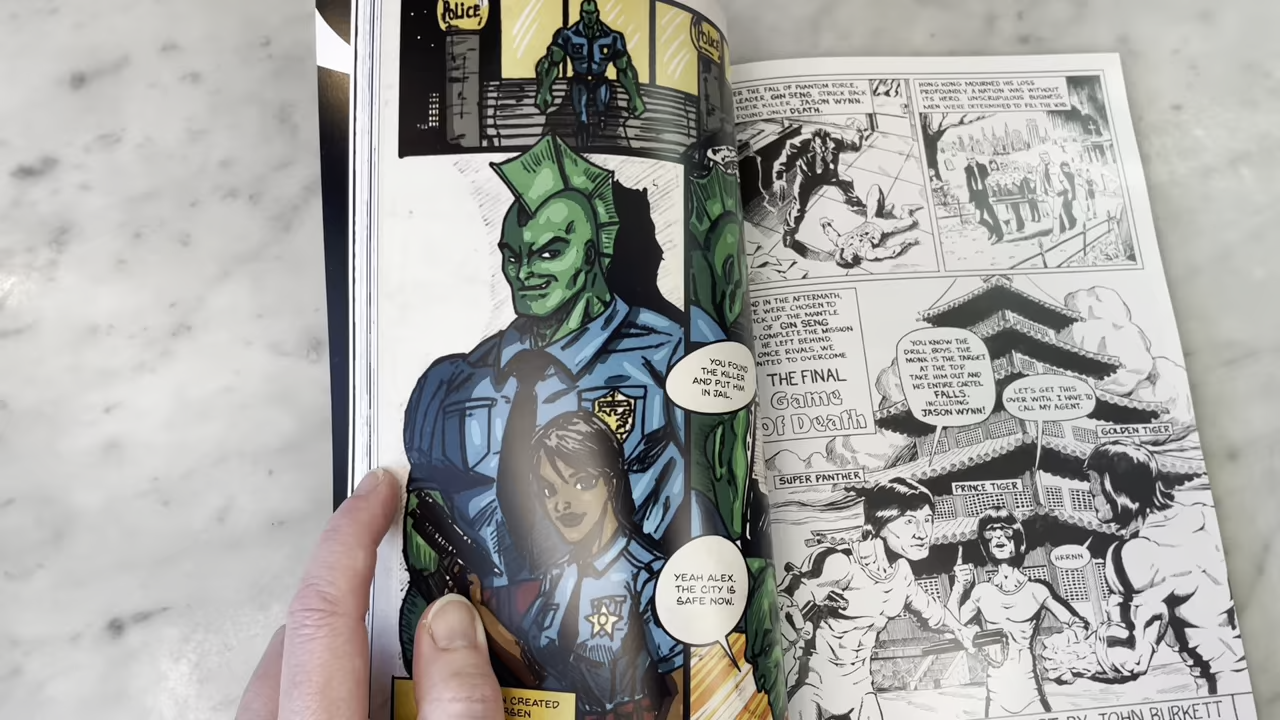 POLICE
POLICE
YOU FOUND
THE KILLER
AND PUT HIM
IN JAIL.
YEAH ALEX.
THE CITY IS
SAFE NOW.
CREATED
THE FALL OF PHANTOM FORCE,
LEADER, GIN SENG, STRUCK BACK
THEIR KILLER, JASON WYNN.
FOUND ONLY DEATH.
HONG KONG MOURNED HIS LOSS
PROFOUNDLY. A NATION WAS WITHOUT
ITS HERO. UNSCRUPULOUS BUSINESS-
MEN WERE DETERMINED TO FILL THE VOID.
IN THE AFTERMATH,
WERE CHOSEN TO
UP THE MANTLE
OF GIN SENG
COMPLETE THE MISSION
HE LEFT BEHIND.
ONCE RIVALS, WE
TO OVERCOME
THE FINAL
Game
of Death
YOU KNOW THE
DRILL, BOYS. THE
MONK IS THE TARGET
AT THE TOP.
TAKE HIM OUT AND
HIS ENTIRE CARTEL
FALLS.
INCLUDING
JASON WYNN!
LET'S GET THIS
OVER WITH. I HAVE TO
CALL MY AGENT.
GOLDEN TIGER
SUPER PANTHER
PRINCE TIGER
HRRNN
BY JOHN BURKETT